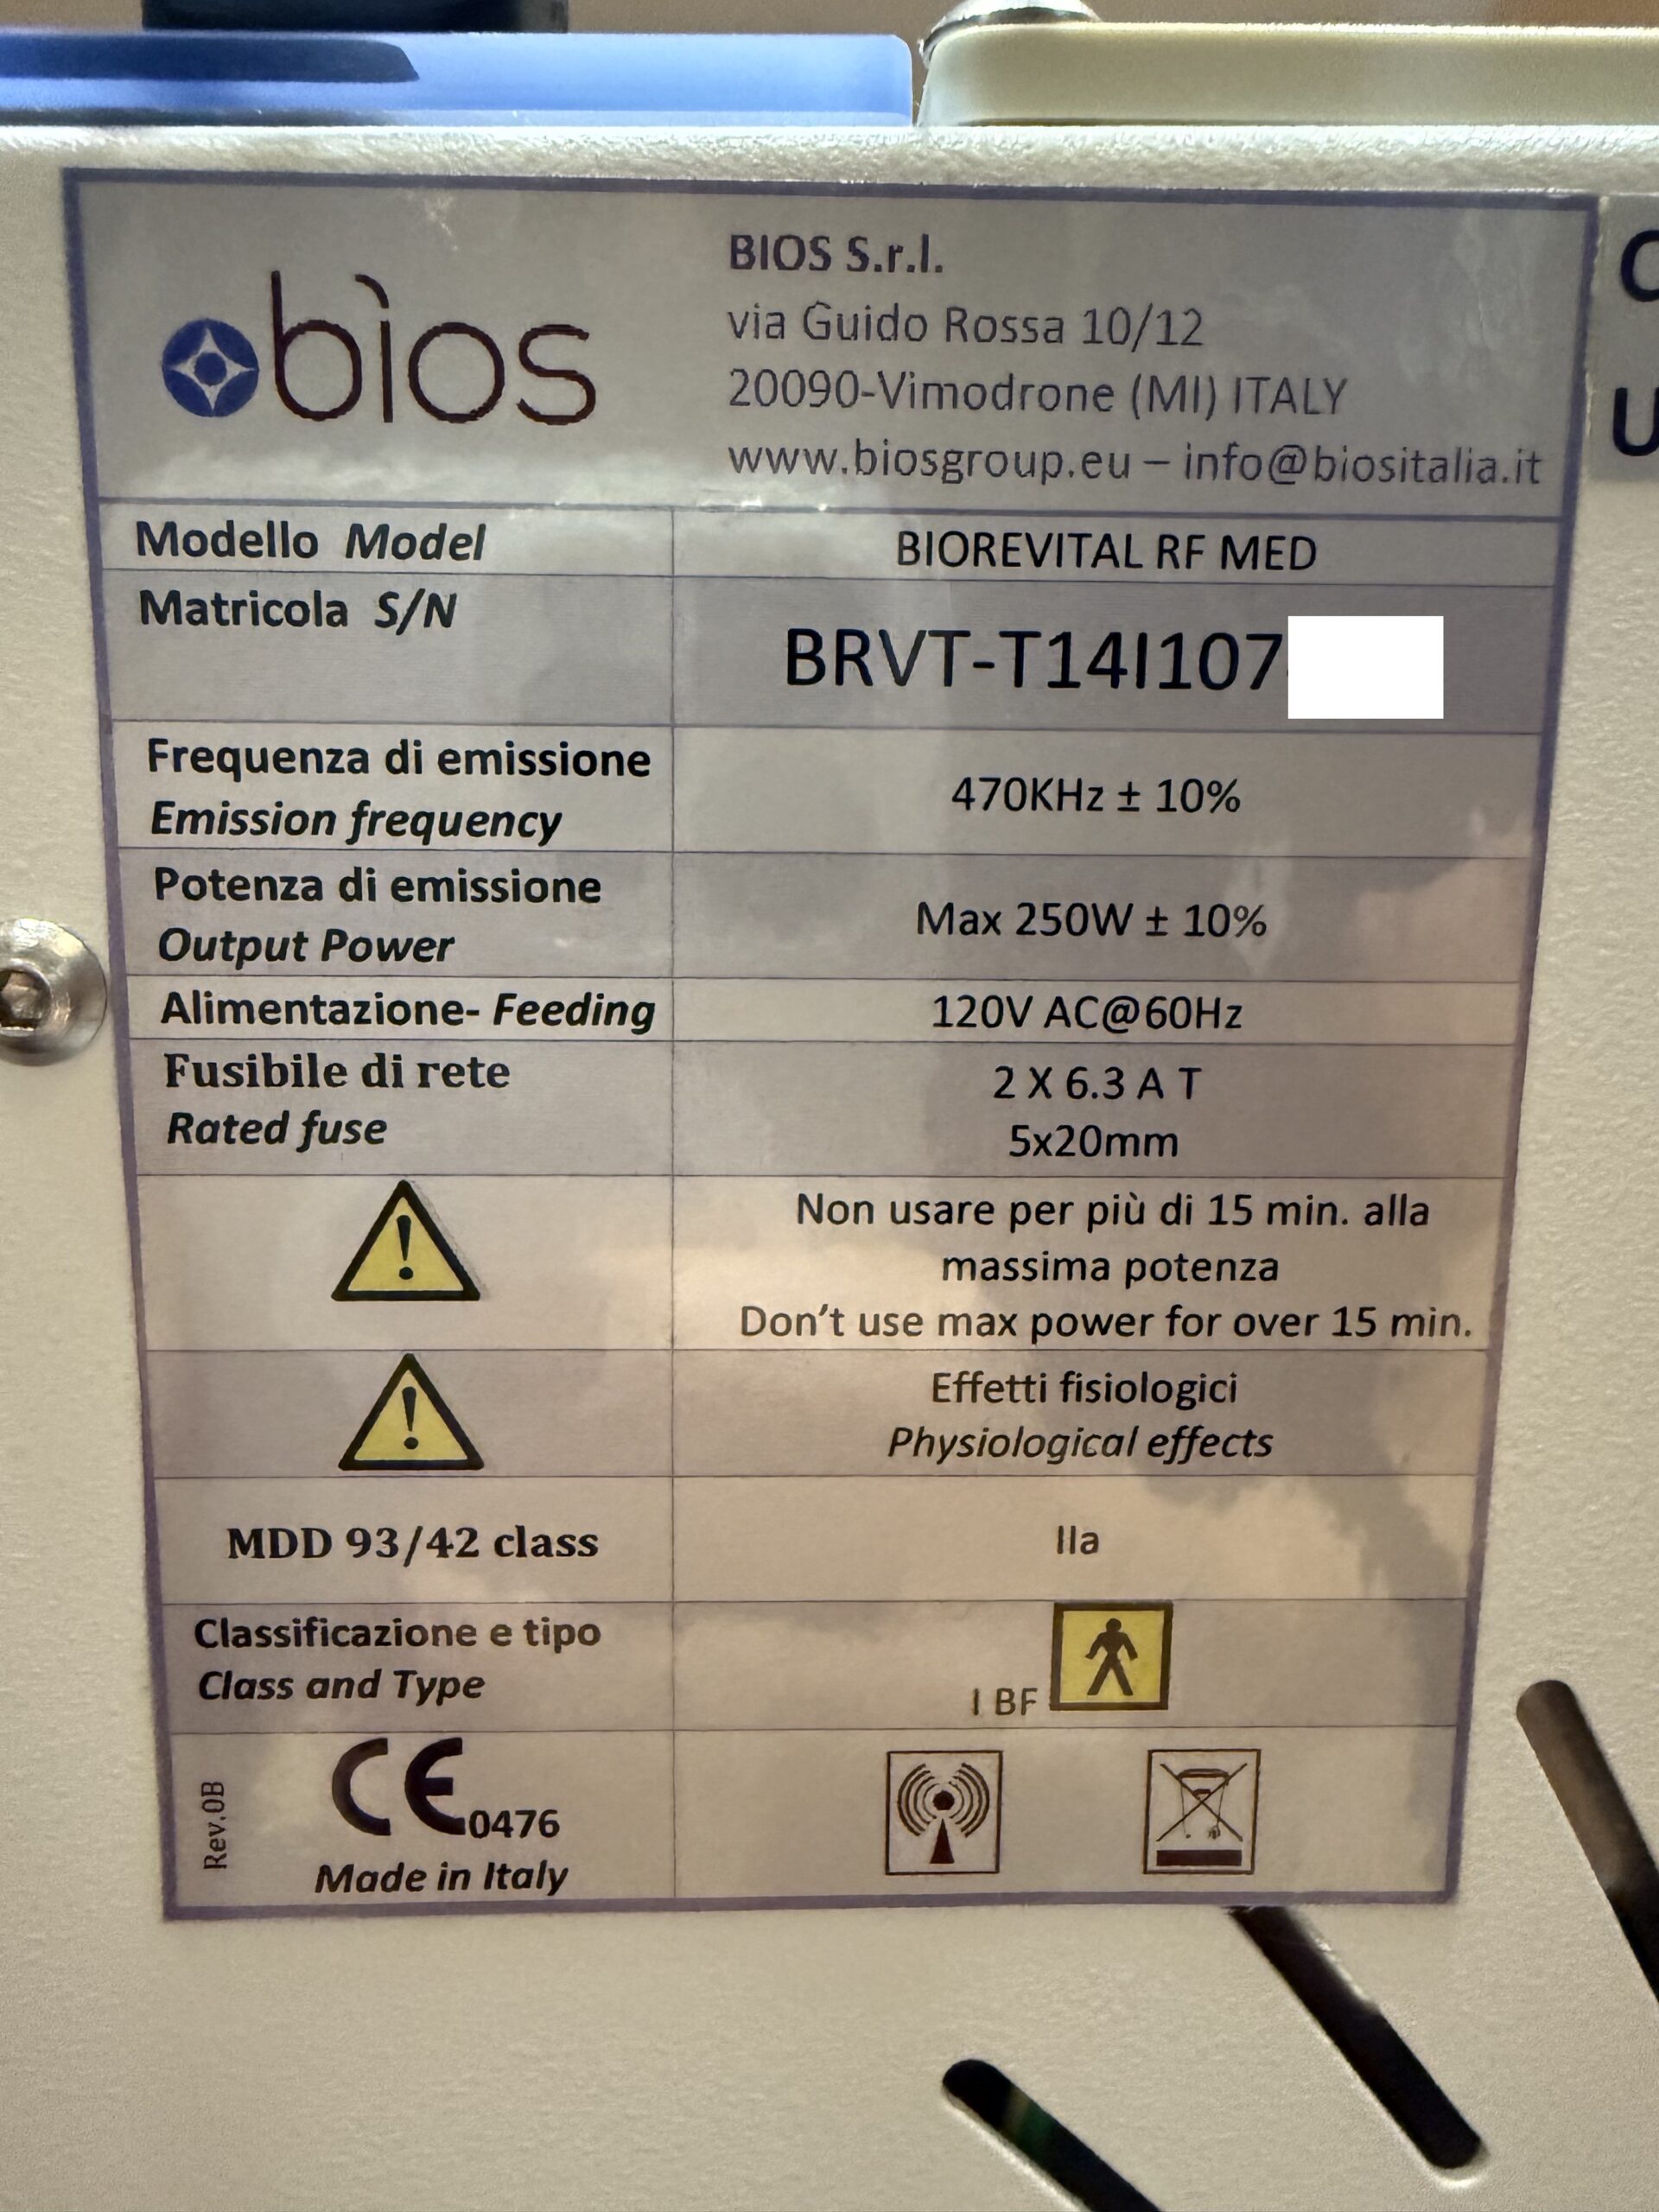 bìos
BIOS S.r.l.
via Guido Rossa 10/12
20090-Vimodrone (MI) ITALY
www.biosgroup.eu – info@biositalia.it
Modello Model
BIOREVITAL RF MED
Matricola S/N
BRVT-T14I107
Frequenza di emissione
Emission frequency
470KHz ± 10%
Potenza di emissione
Output Power
Max 250W ± 10%
Alimentazione- Feeding
120V AC@60Hz
Fusibile di rete
Rated fuse
2 X 6.3 A T
5x20mm
Non usare per più di 15 min. alla
massima potenza
Don't use max power for over 15 min.
Effetti fisiologici
Physiological effects
MDD 93/42 class
IIa
Classificazione e tipo
Class and Type
I BF
Rev.0B
CE 0476
Made in Italy